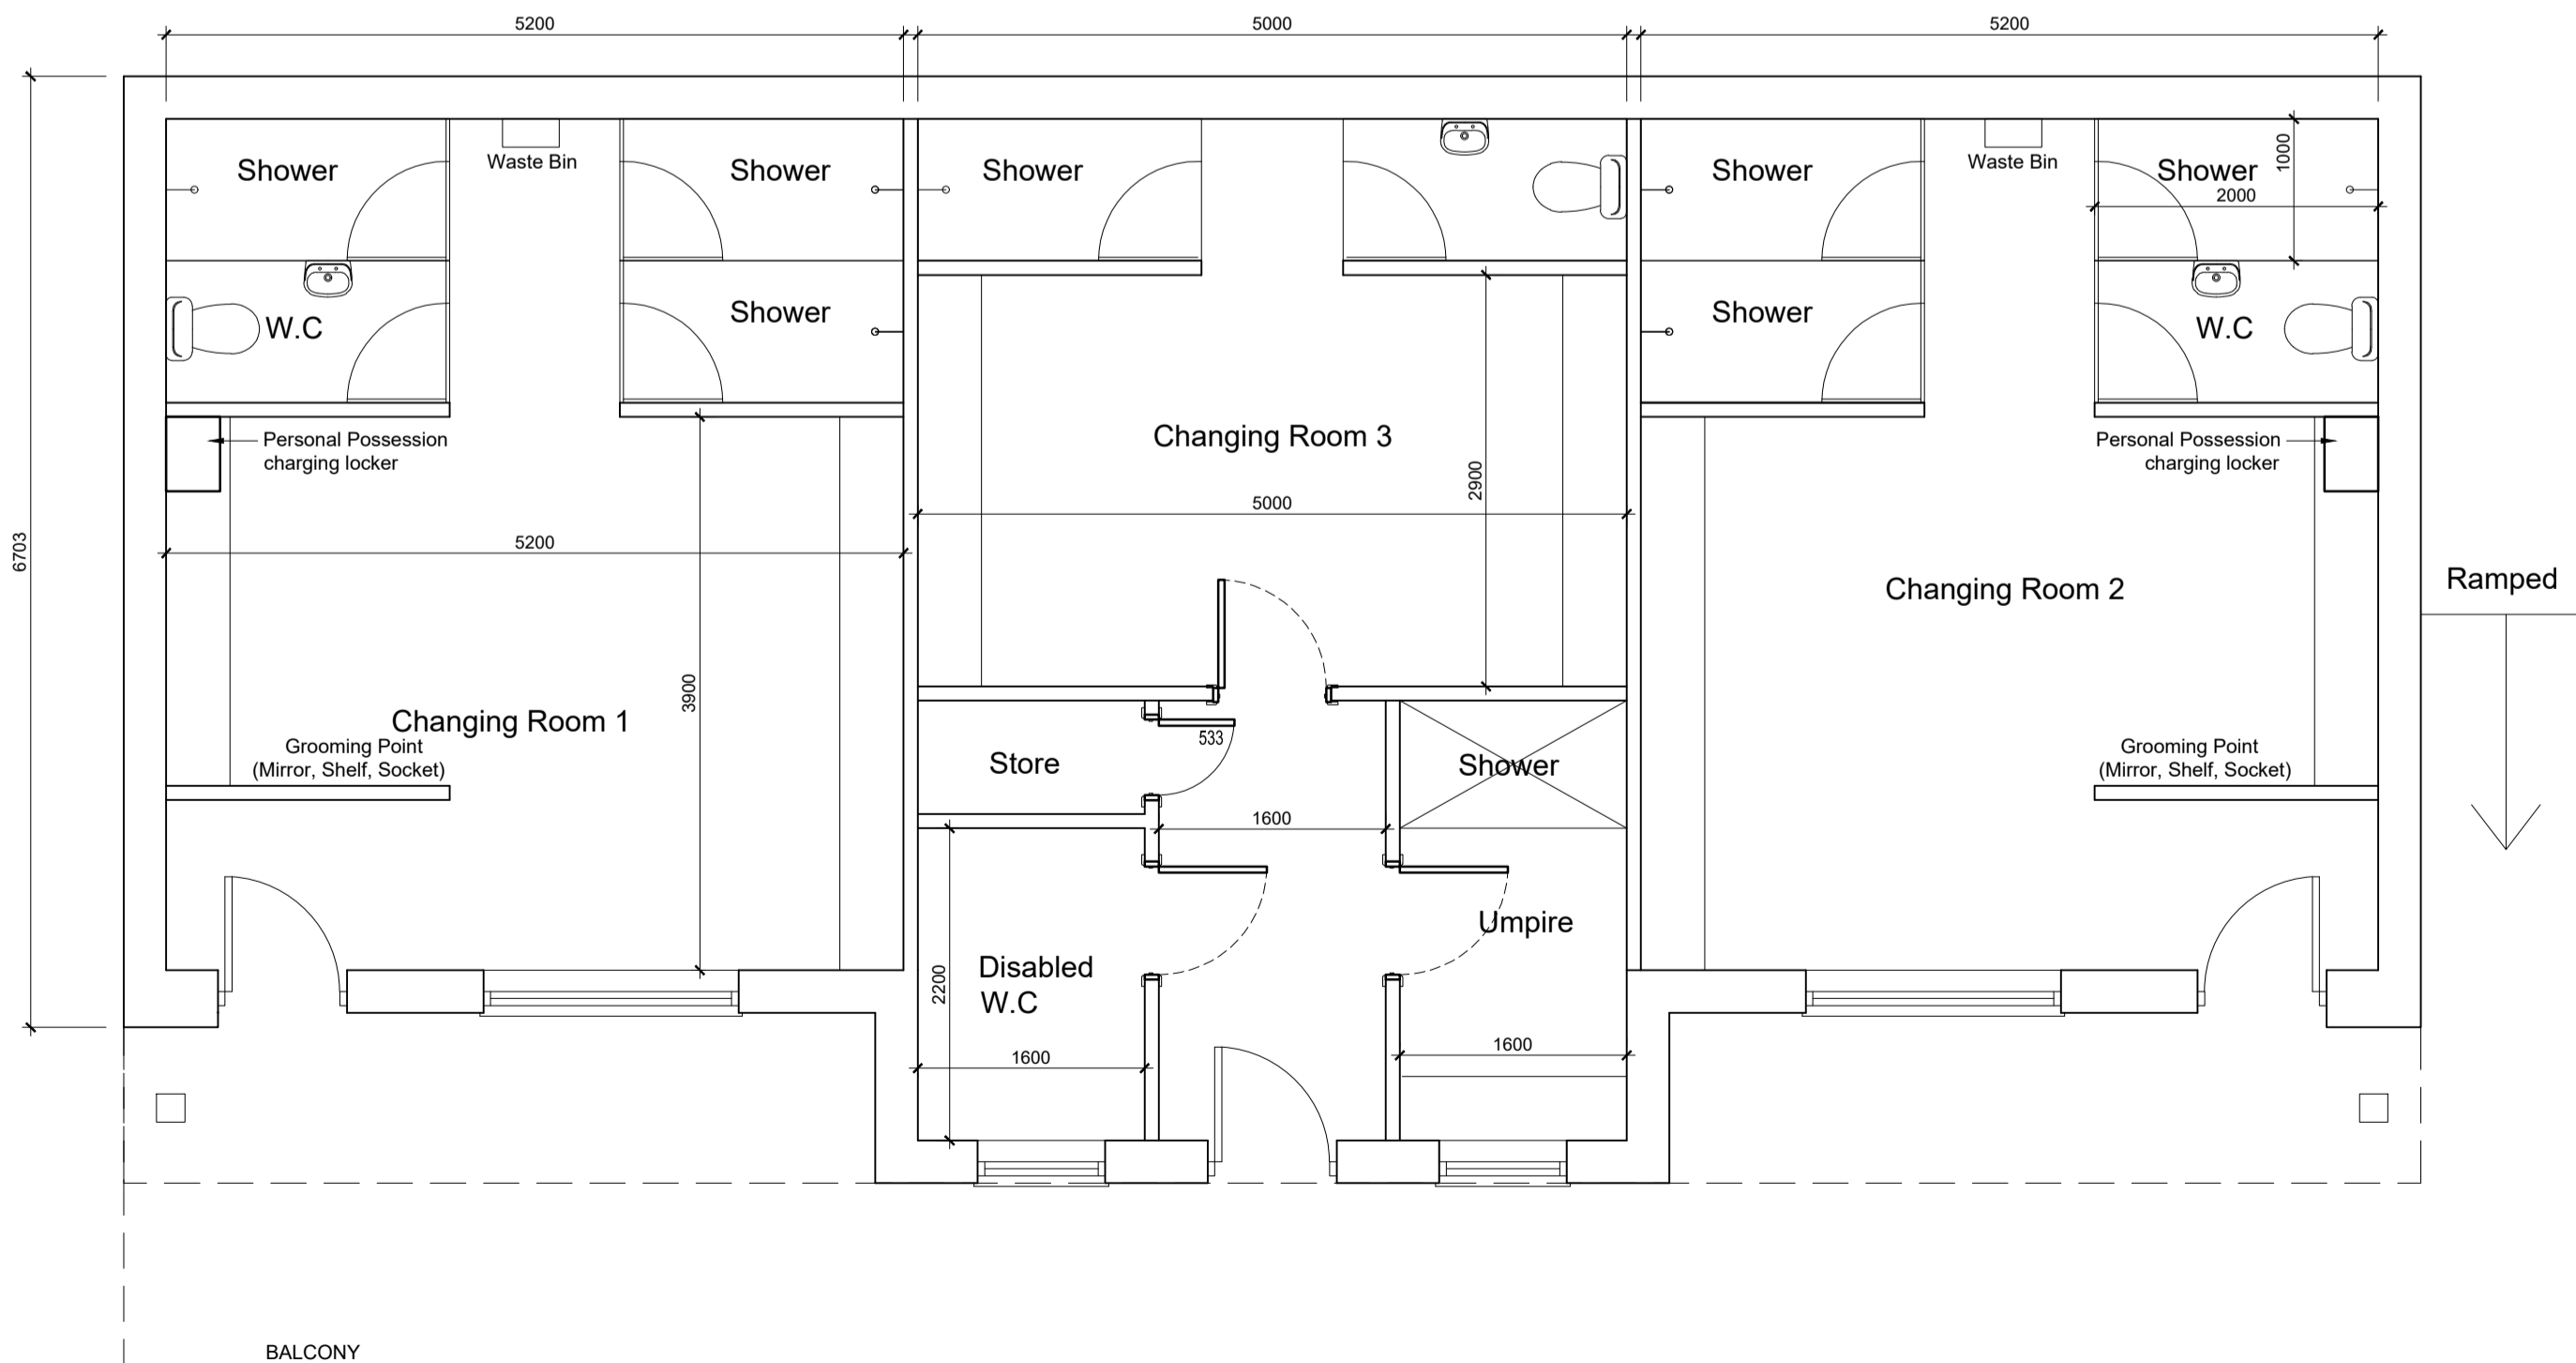 5200
5000
5200
Shower
Waste Bin
Shower
Shower
Shower
Waste Bin
Shower
1000
2000
W.C
Shower
Shower
W.C
Personal Possession
charging locker
Changing Room 3
Personal Possession
charging locker
2900
5000
6703
5200
Changing Room 2
Ramped
3900
Changing Room 1
Grooming Point
(Mirror, Shelf, Socket)
533
Store
Shower
Grooming Point
(Mirror, Shelf, Socket)
1600
Umpire
Disabled
W.C
2200
1600
1600
BALCONY